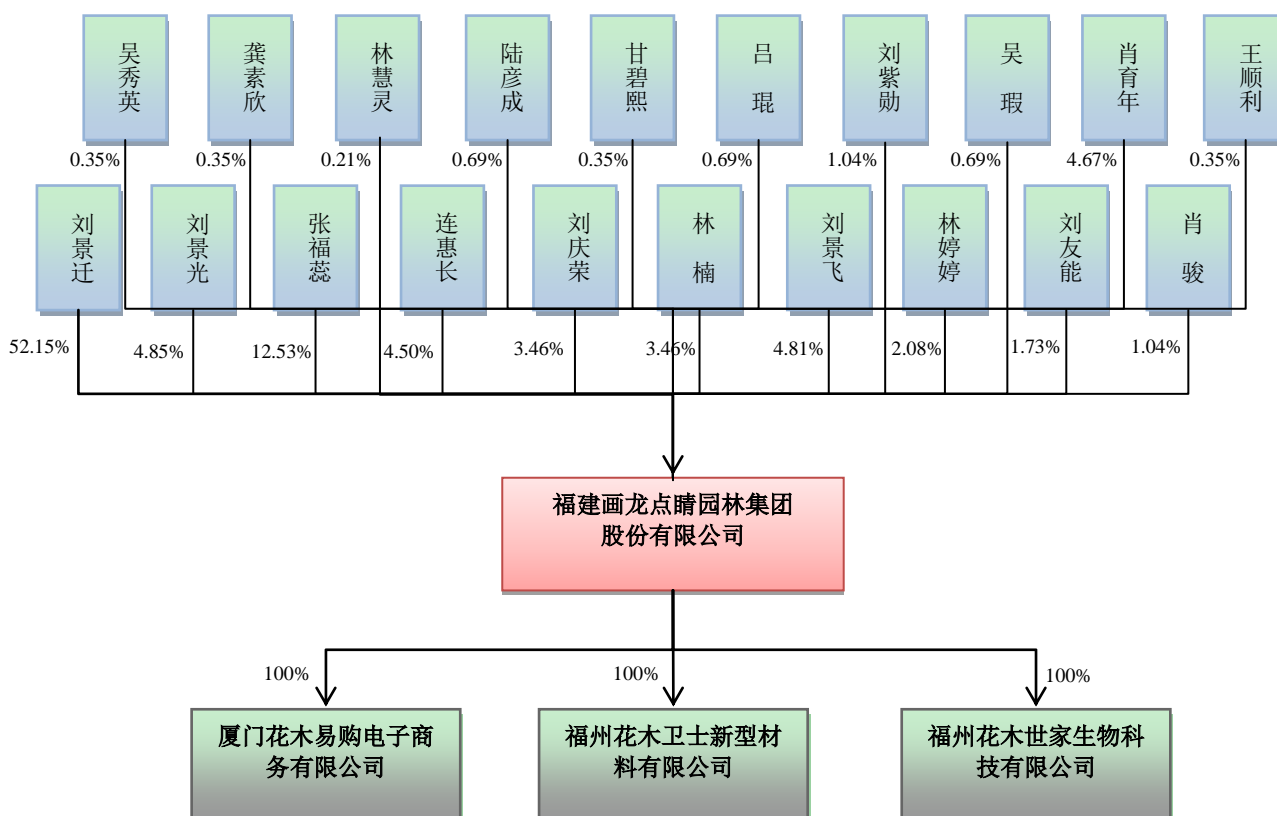 吴秀英
龚素欣
林慧灵
陆彦成
甘碧熙
吕琨
刘紫勋
吴瑕
肖育年
王顺利
0.35%
0.35%
0.21%
0.69%
0.35%
0.69%
1.04%
0.69%
4.67%
0.35%
刘景迁
刘景光
张福蕊
连惠长
刘庆荣
林楠
刘景飞
林婷婷
刘友能
肖骏
52.15%
4.85%
12.53%
4.50%
3.46%
3.46%
4.81%
2.08%
1.73%
1.04%
福建画龙点睛园林集团
股份有限公司
100%
100%
100%
厦门花木易购电子商
务有限公司
福州花木卫士新型材
料有限公司
福州花木世家生物科
技有限公司